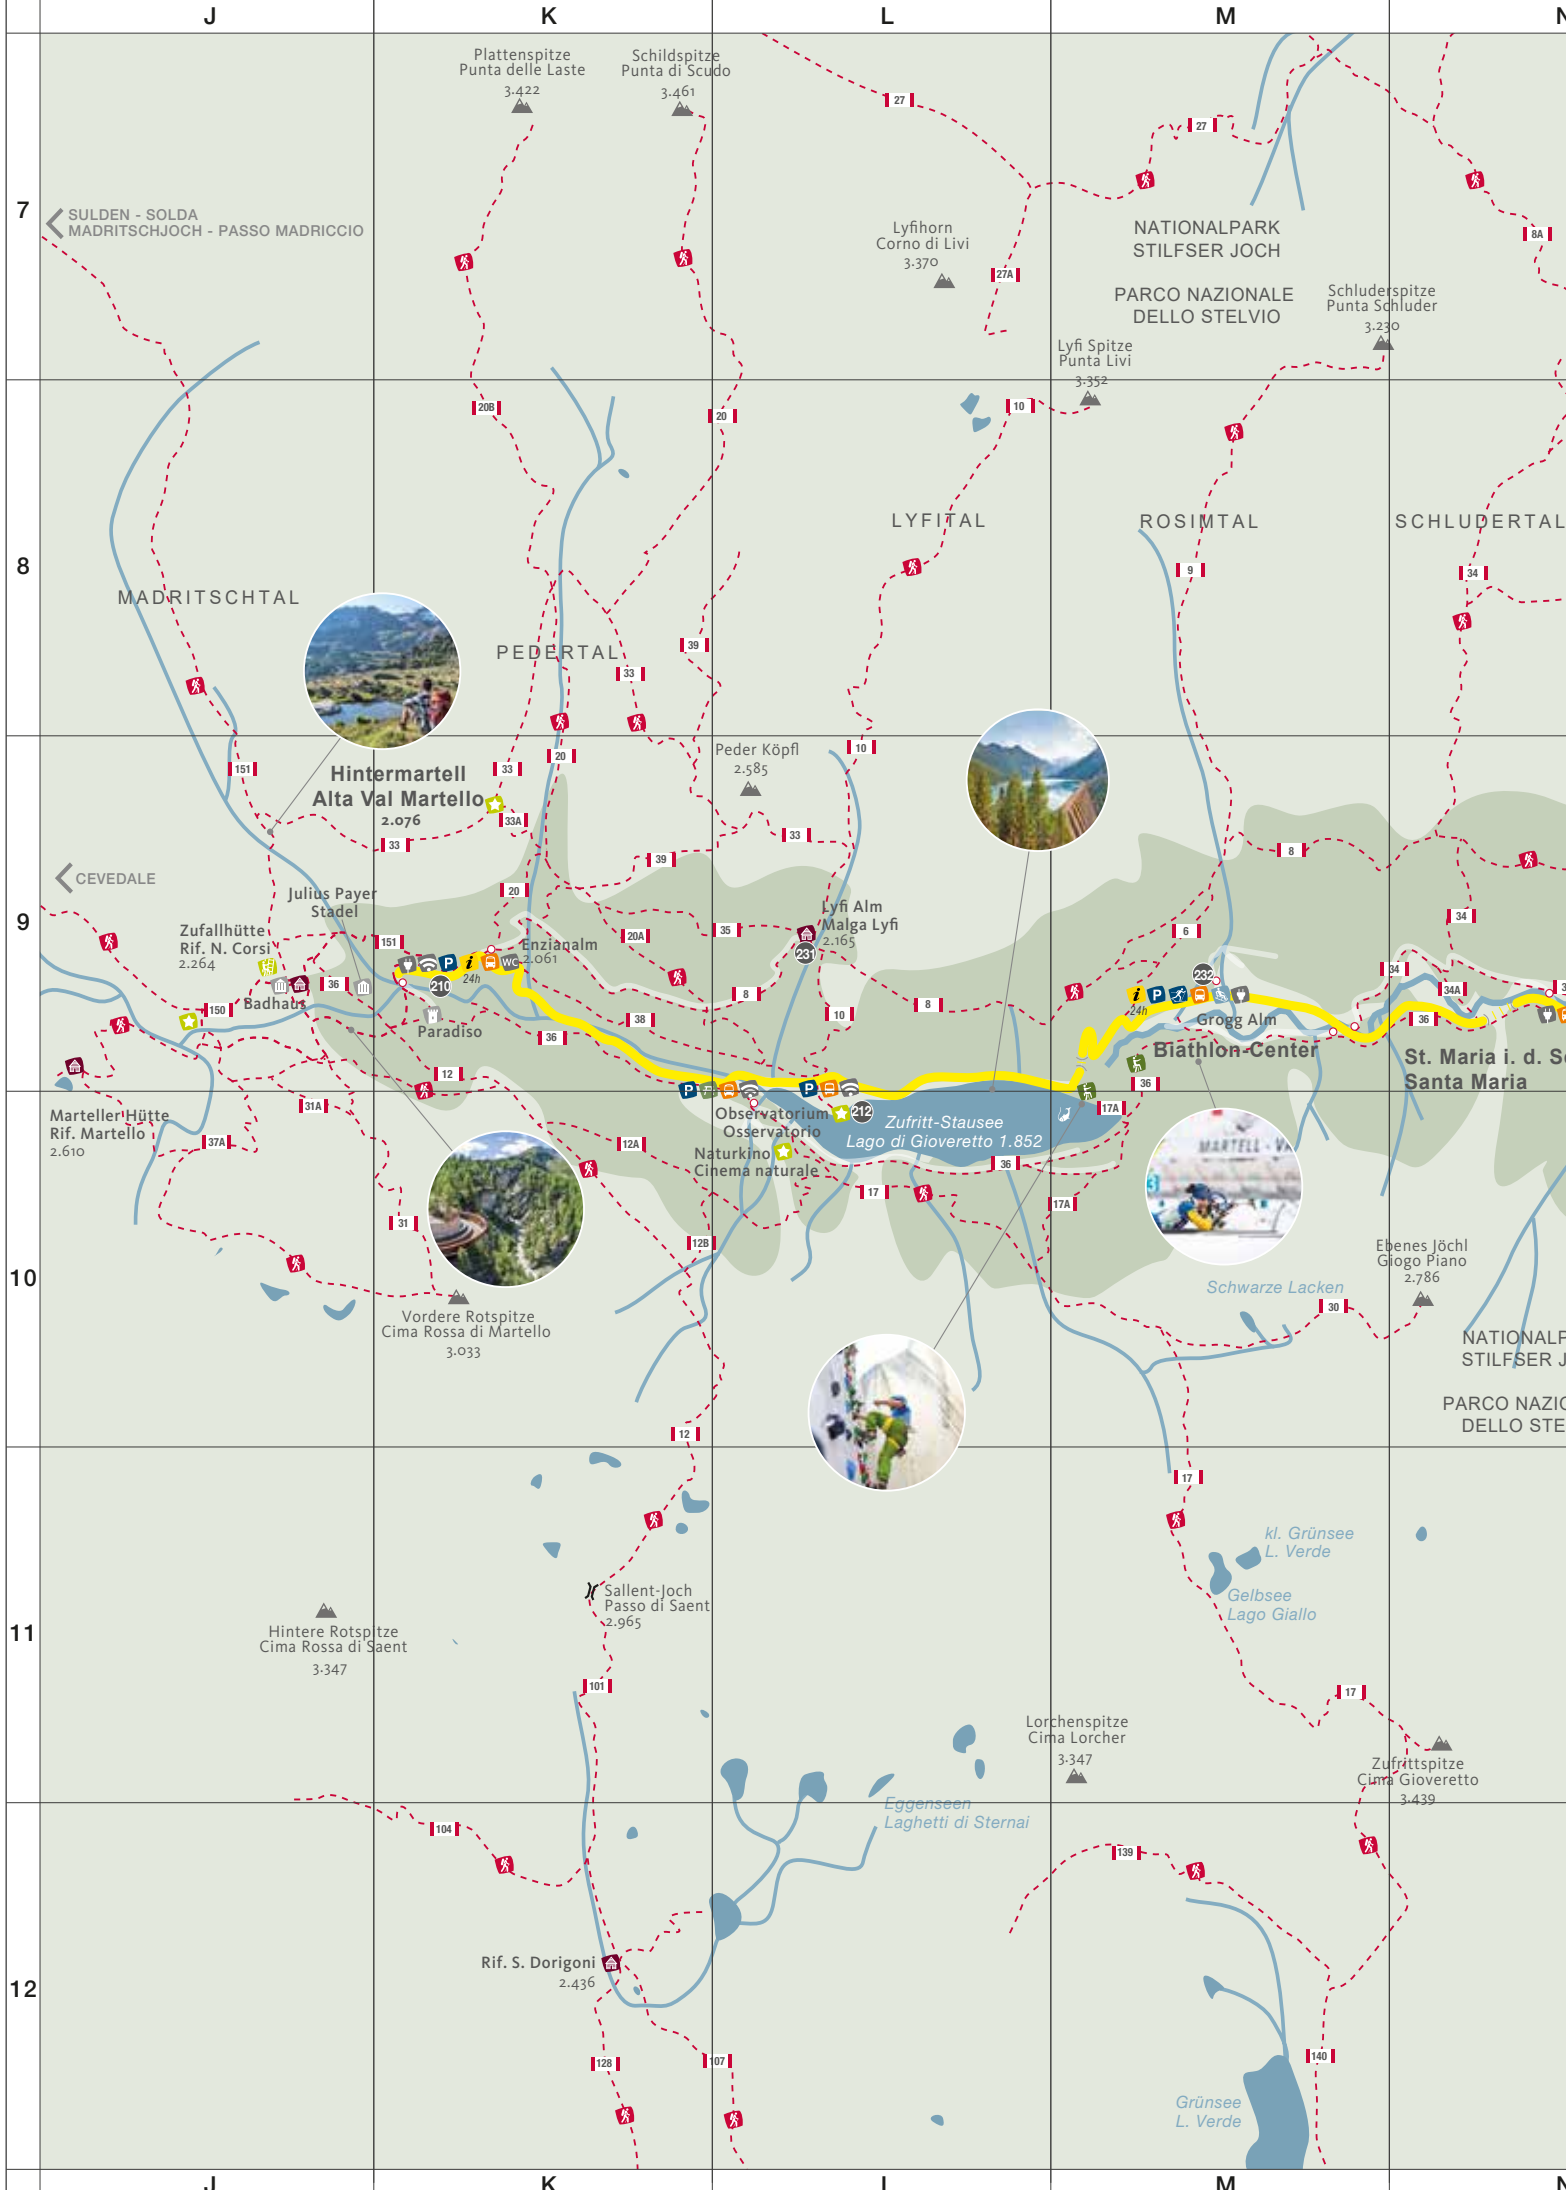 J
K
L
M
N
7
8
9
10
11
12
Plattenspitze
Punta delle Laste
3.422
Schildspitze
Punta di Scudo
3.461
27
27
SULDEN - SOLDA
MADRITSCHJOCH - PASSO MADRICCIO
Lyfihorn
Corno di Livi
3.370
27A
NATIONALPARK
STILFSER JOCH
PARCO NAZIONALE
DELLO STELVIO
8A
Schluderspitze
Punta Schluder
3.230
Lyfi Spitze
Punta Livi
3.352
20B
20
10
LYFITAL
ROSIMTAL
SCHLUDERTAL
9
34
MADRITSCHTAL
PEDERTAL
39
33
151
Hintermartell
Alta Val Martello
2.076
33
20
10
Peder Köpfl
2.585
33A
33
33
39
8
CEVEDALE
Julius Payer
Stadel
20
Zufallhütte
Rif. N. Corsi
2.264
151
Enzianalm
2.061
20A
35
Lyfi Alm
Malga Lyfi
2.165
231
6
34
34
34A
36
Badhaus
210
24h
WC
P
i
8
8
232
i
24h
P
150
Paradiso
38
36
10
Grogg Alm
Biathlon-Center
36
St. Maria i. d. S
Santa Maria
12
31A
37A
Marteller Hütte
Rif. Martello
2.610
P
P
Observatorium
Osservatorio
212
Zufritt-Stausee
Lago di Gioveretto 1.852
36
17A
MARTELL - VA
12A
Naturkino
Cinema naturale
36
17
17A
31
12B
Ebenes Jöchl
Giogo Piano
2.786
Schwarze Lacken
30
Vordere Rotspitze
Cima Rossa di Martello
3.033
NATIONALP
STILFSER J
PARCO NAZIO
DELLO STE
12
17
kl. Grünsee
L. Verde
Gelbsee
Lago Giallo
Sallent-Joch
Passo di Saent
2.965
Hintere Rotspitze
Cima Rossa di Saent
3.347
101
17
Lorchenspitze
Cima Lorcher
3.347
Zufrittspitze
Cima Gioveretto
3.439
Eggenseen
Laghetti di Sternai
104
139
Rif. S. Dorigoni
2.436
128
107
140
Grünsee
L. Verde
J
K
L
M
N